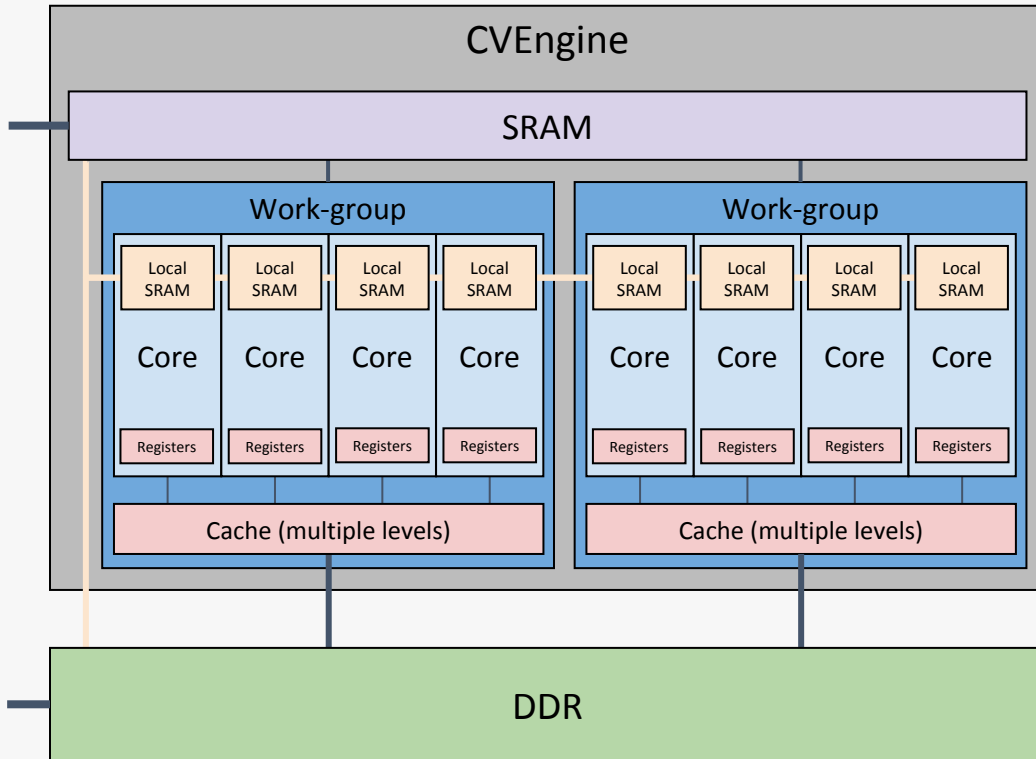 CVEngine
SRAM
Work-group
Work-group
Local
SRAM
Local
SRAM
Local
SRAM
Local
SRAM
Local
SRAM
Local
SRAM
Local
SRAM
Local
SRAM
Core
Core
Core
Core
Core
Core
Core
Core
Registers
Registers
Registers
Registers
Registers
Registers
Registers
Registers
Cache (multiple levels)
Cache (multiple levels)
DDR